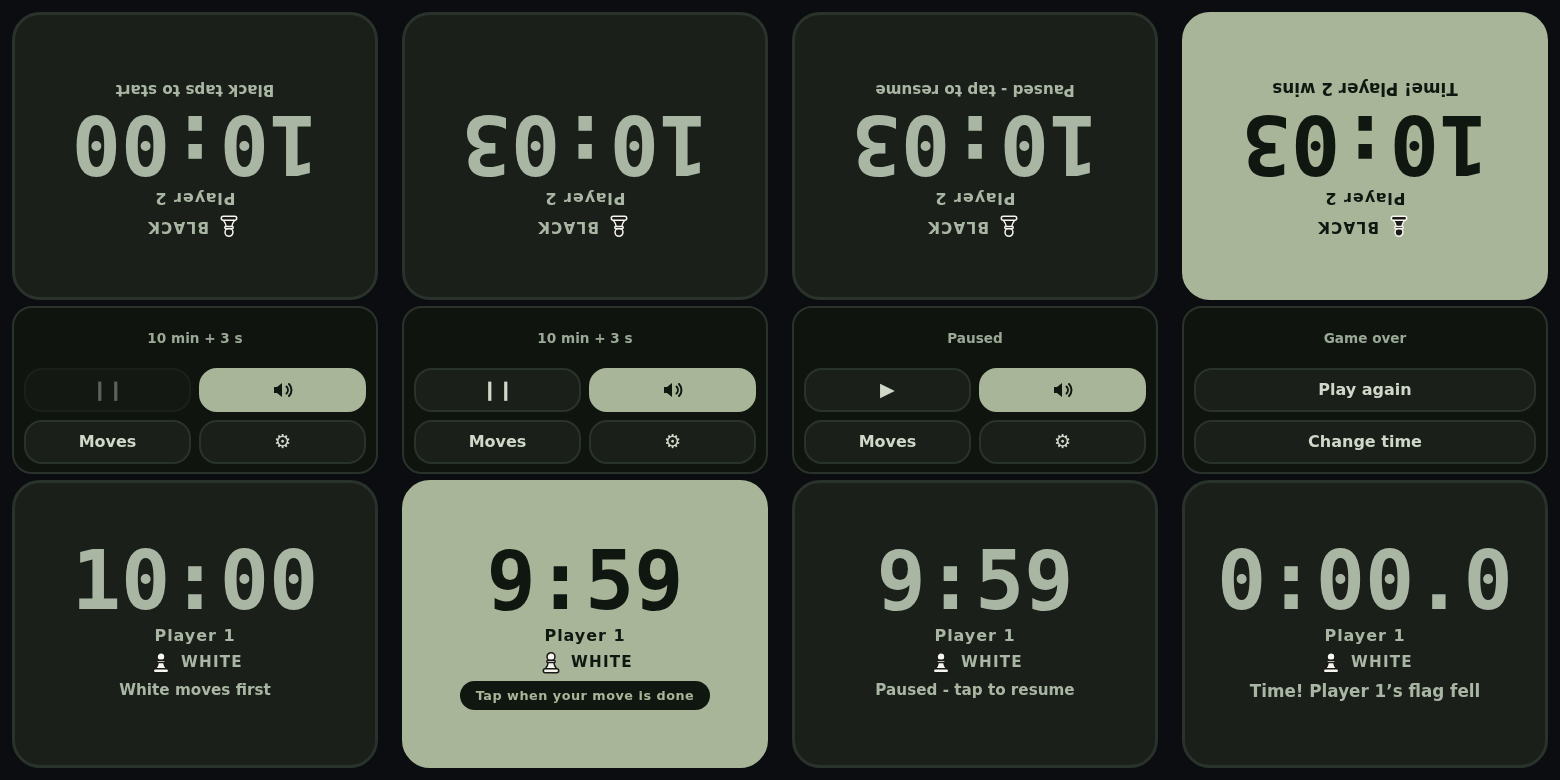 Black taps to start
10:00
Player 2
BLACK
10 min + 3 s
Moves
10:00
Player 1
WHITE
White moves first
10:03
Player 2
BLACK
10 min + 3 s
Moves
9:59
Player 1
WHITE
Tap when your move is done
Paused - tap to resume
10:03
Player 2
BLACK
Paused
Moves
9:59
Player 1
WHITE
Paused - tap to resume
Time! Player 2 wins
10:03
Player 2
BLACK
Game over
Play again
Change time
0:00.0
Player 1
WHITE
Time! Player 1’s flag fell